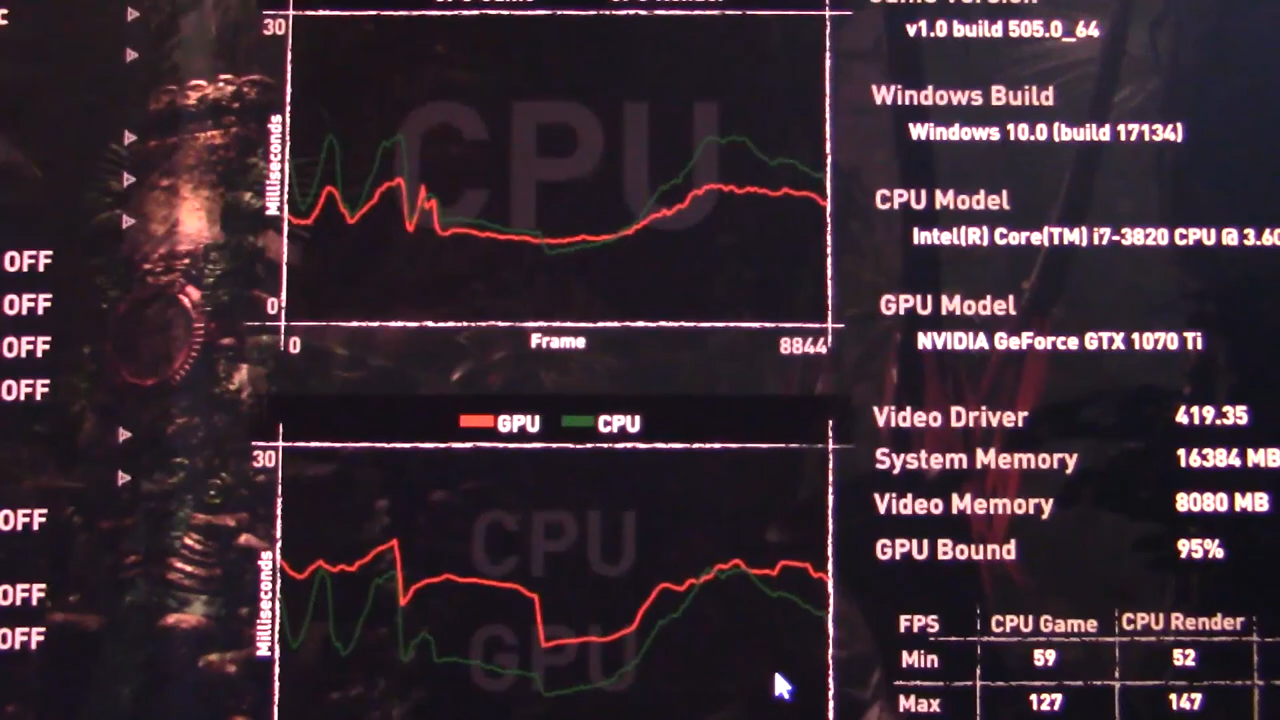 30
v1.0 build 505.0_64
CPU
Windows Build
Windows 10.0 (build 17134)
Milliseconds
CPU Model
Intel(R) Core(TM) i7-3820 CPU @ 3.60
OFF
OFF
OFF
OFF
0
GPU Model
NVIDIA GeForce GTX 1070 Ti
0
Frame
8844
GPU
CPU
Video Driver
419.35
30
System Memory
16384 MB
Video Memory
8080 MB
CPU
GPU Bound
95%
OFF
Milliseconds
OFF
OFF
GPU
FPS
CPU Game
CPU Render
Min
59
52
Max
127
147